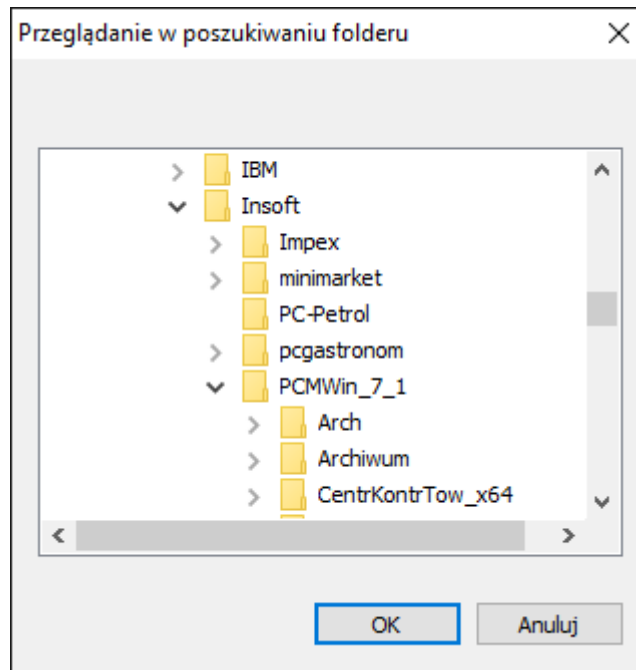 Przeglądanie w poszukiwaniu folderu
IBM
Insoft
Impex
minimarket
PC-Petrol
pcgastronom
PCMWin_7_1
Arch
Archiwum
CentrKontrTow_x64
OK
Anuluj